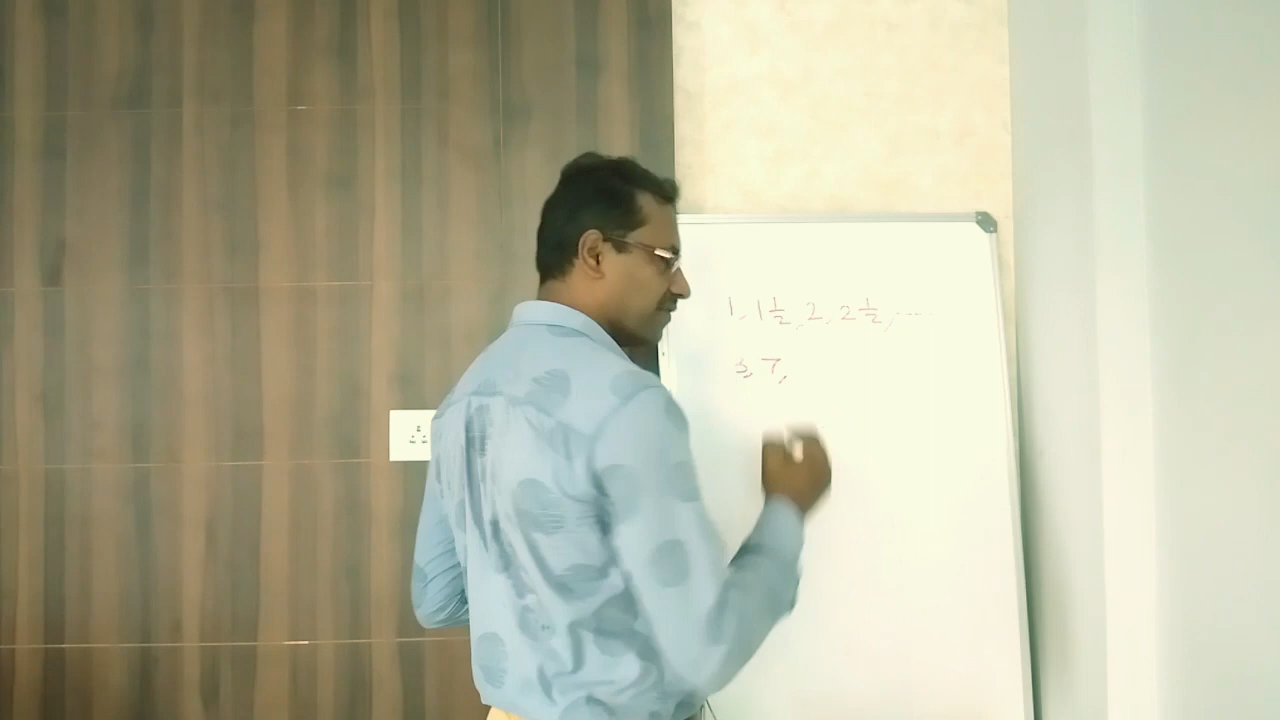 1, 1½, 2, 2½, ....
3, 7,